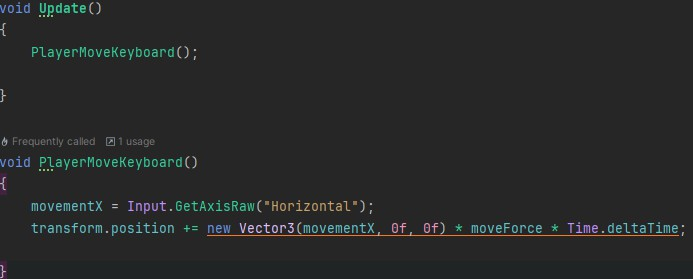 void Update()
{
    PlayerMoveKeyboard();
}
Frequently called 1 usage
void PlayerMoveKeyboard()
{
    movementX = Input.GetAxisRaw("Horizontal");
    transform.position += new Vector3(movementX, 0f, 0f) * moveForce * Time.deltaTime;
}